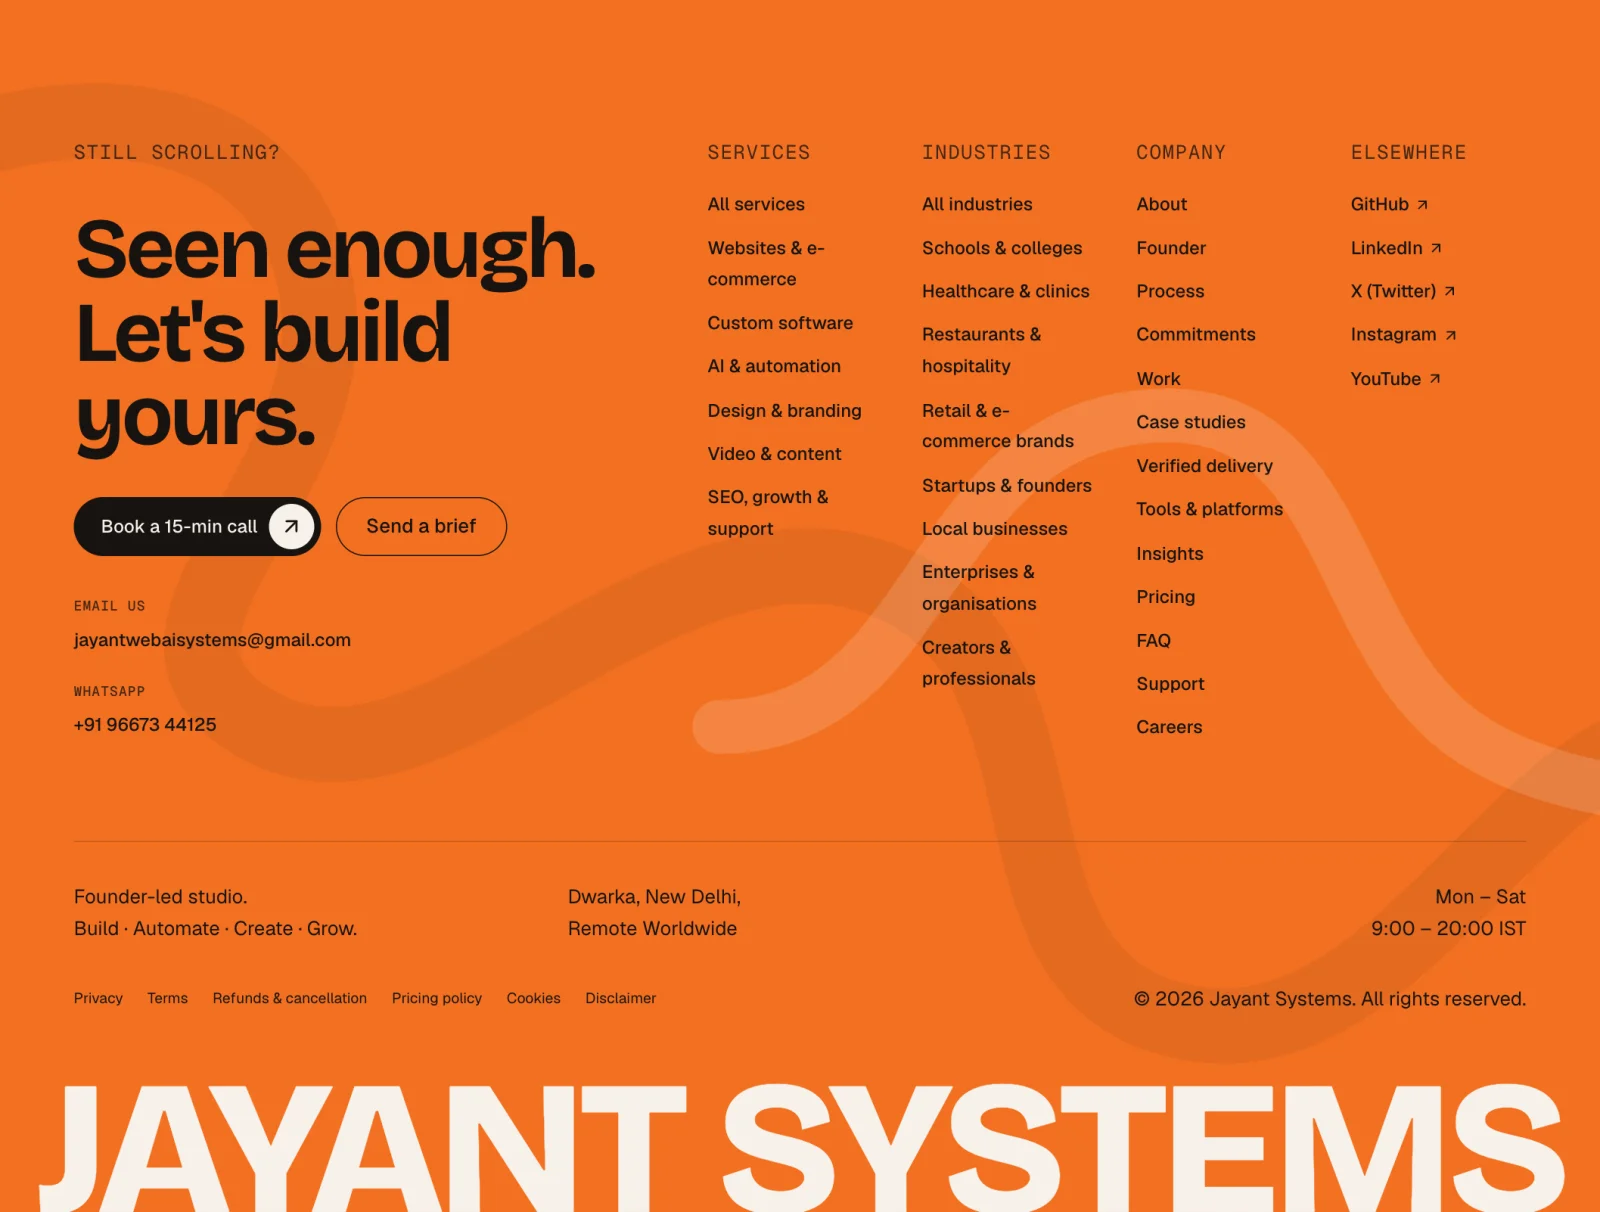 STILL SCROLLING?
Seen enough.
Let's build
yours.
Book a 15-min call
Send a brief
EMAIL US
jayantwebaisystems@gmail.com
WHATSAPP
+91 96673 44125
SERVICES
All services
Websites & e-
commerce
Custom software
AI & automation
Design & branding
Video & content
SEO, growth &
support
INDUSTRIES
All industries
Schools & colleges
Healthcare & clinics
Restaurants &
hospitality
Retail & e-
commerce brands
Startups & founders
Local businesses
Enterprises &
organisations
Creators &
professionals
COMPANY
About
Founder
Process
Commitments
Work
Case studies
Verified delivery
Tools & platforms
Insights
Pricing
FAQ
Support
Careers
ELSEWHERE
GitHub ↗
LinkedIn ↗
X (Twitter) ↗
Instagram ↗
YouTube ↗
Founder-led studio.
Build · Automate · Create · Grow.
Dwarka, New Delhi,
Remote Worldwide
Mon – Sat
9:00 – 20:00 IST
Privacy Terms Refunds & cancellation Pricing policy Cookies Disclaimer
© 2026 Jayant Systems. All rights reserved.
JAYANT SYSTEMS